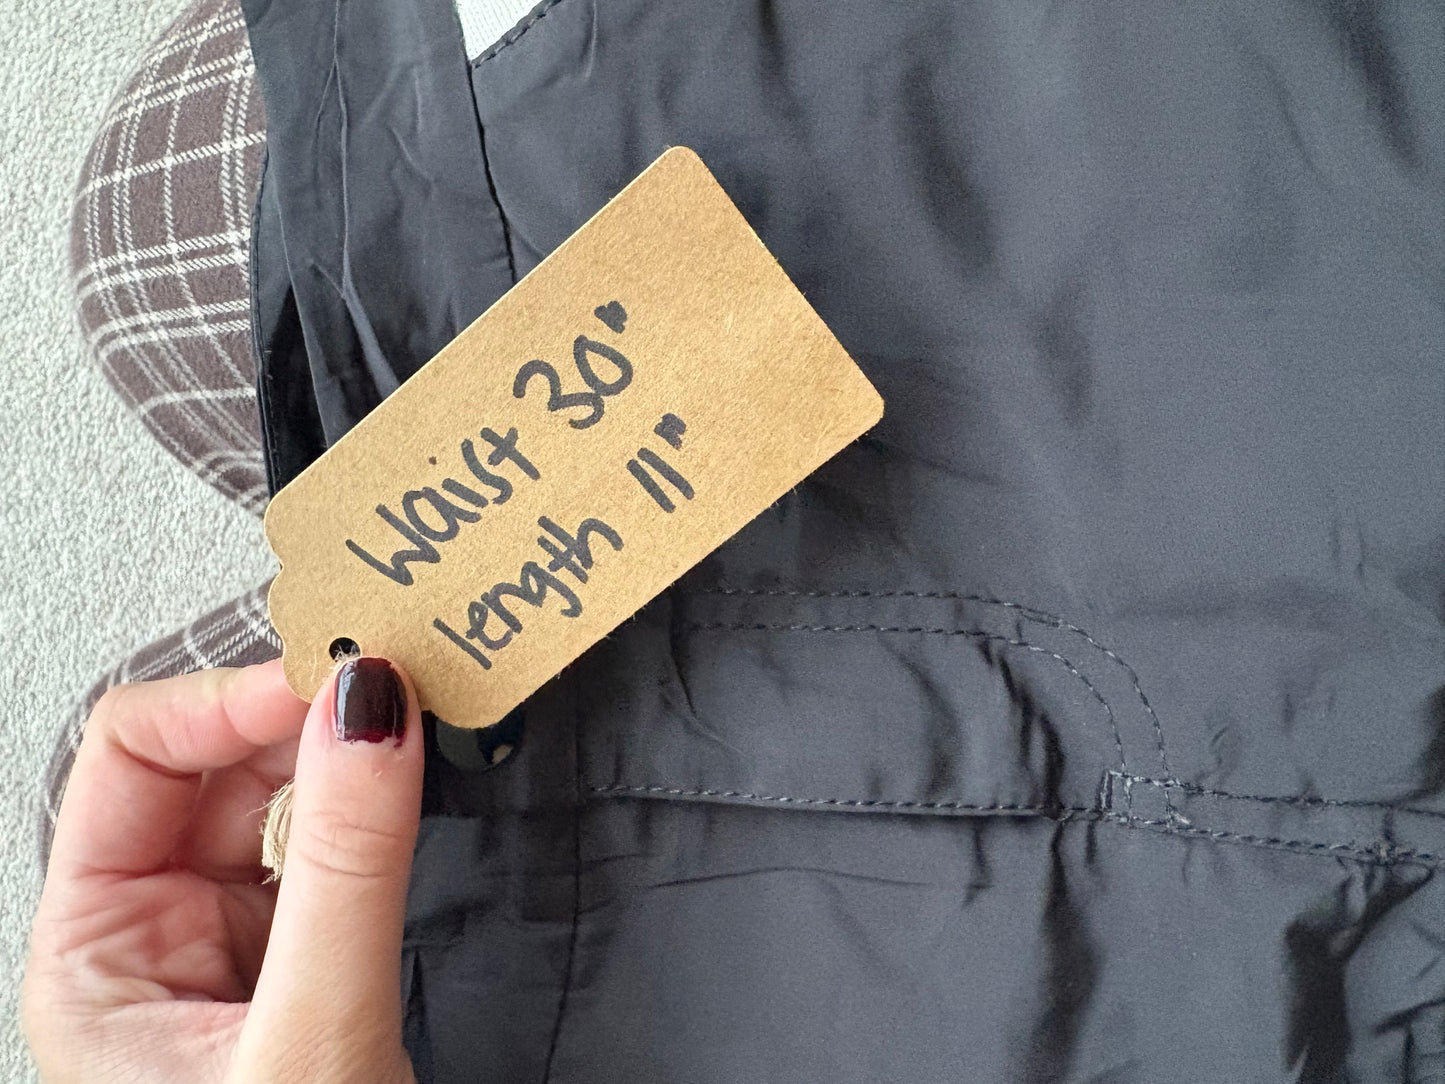 Waist 30"
length 11"